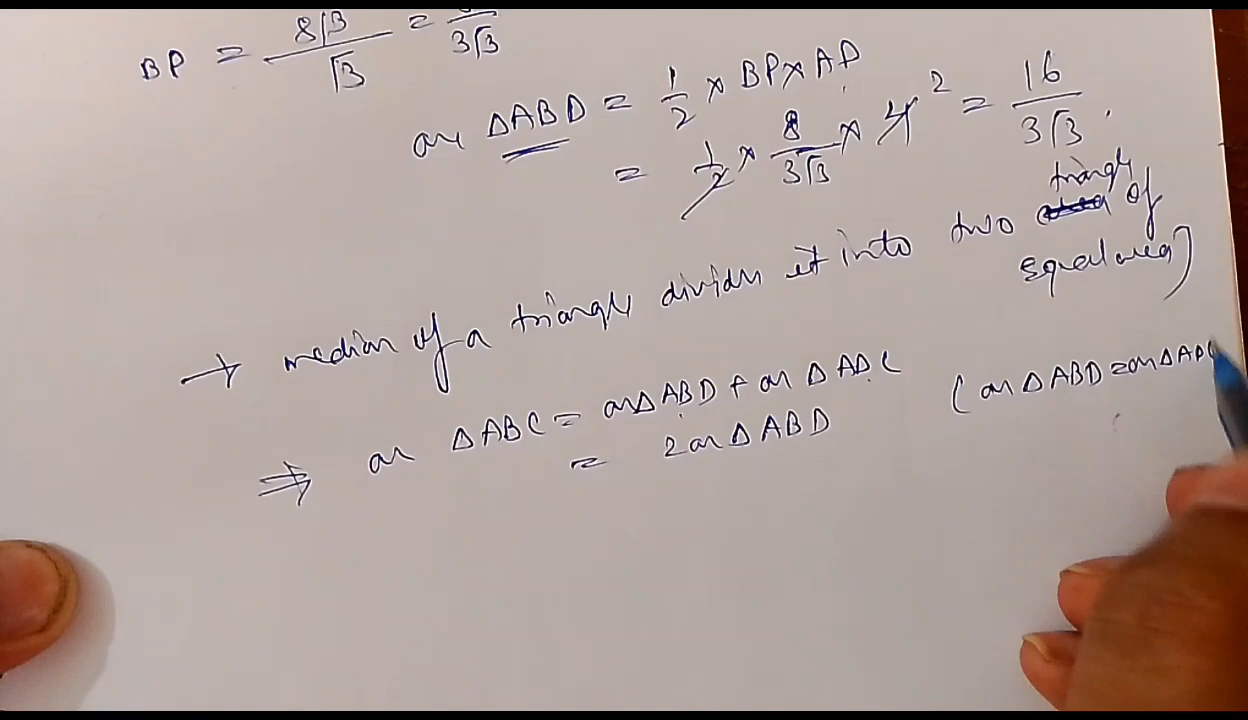 BP = 8√3 / √3 = / 3√3
ar ΔABD = 1/2 × BP × AD
= 1/2 × 8/3√3 × 4 2 = 16/3√3 .
→ median of a triangle divides it into two triangle of equal area)
⇒ ar ΔABC = ar ΔABD + ar ΔADC (ar ΔABD = ar ΔADC
= 2 ar ΔABD